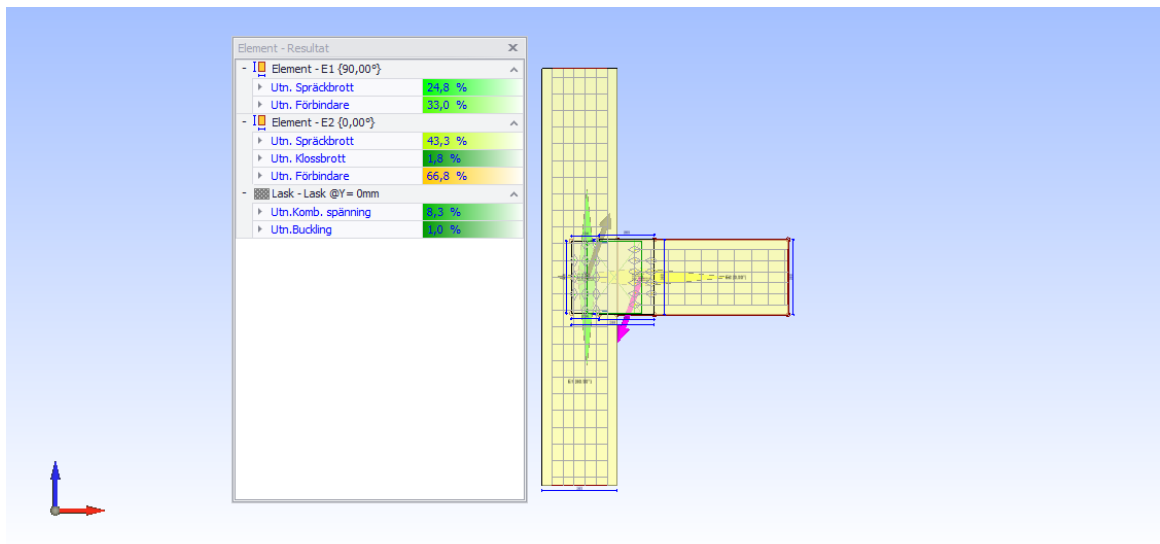 Element - Resultat
Element - E1 {90,00°}
Utn. Spräckbrott 24,8 %
Utn. Förbindare 33,0 %
Element - E2 {0,00°}
Utn. Spräckbrott 43,3 %
Utn. Klossbrott 1,8 %
Utn. Förbindare 66,8 %
Lask - Lask @Y= 0mm
Utn.Komb. spänning 8,3 %
Utn.Buckling 1,0 %